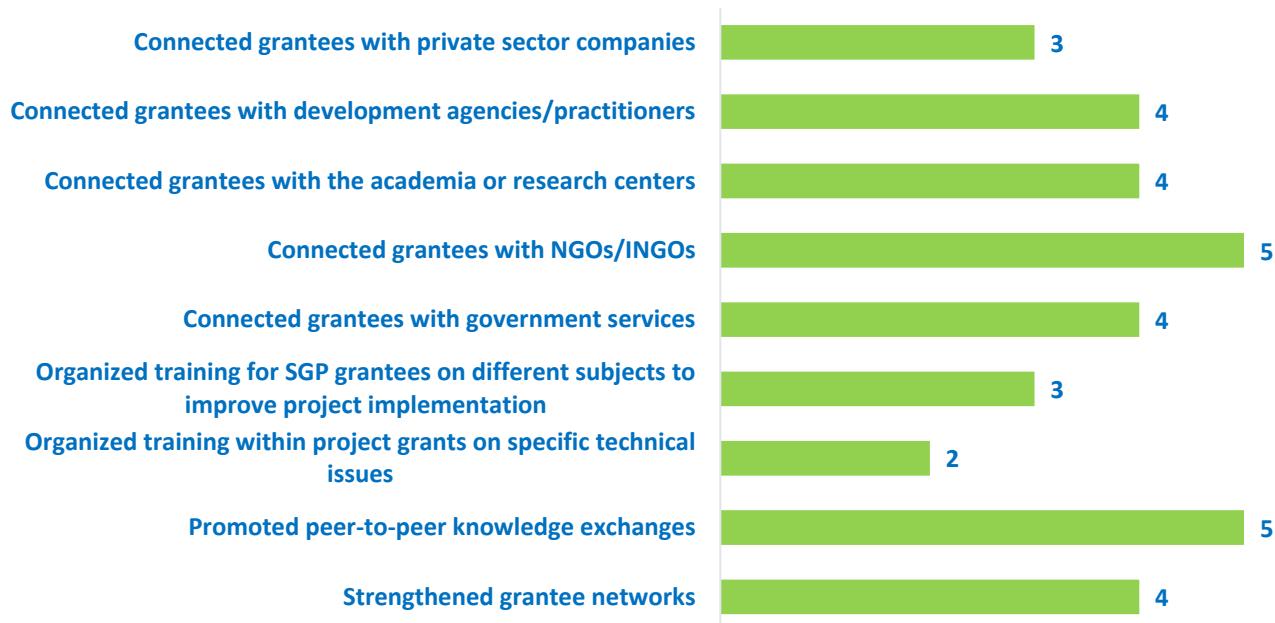 Connected grantees with private sector companies
3
Connected grantees with development agencies/practitioners
4
Connected grantees with the academia or research centers
4
Connected grantees with NGOs/INGOs
5
Connected grantees with government services
4
Organized training for SGP grantees on different subjects to
improve project implementation
3
Organized training within project grants on specific technical
issues
2
Promoted peer-to-peer knowledge exchanges
5
Strengthened grantee networks
4